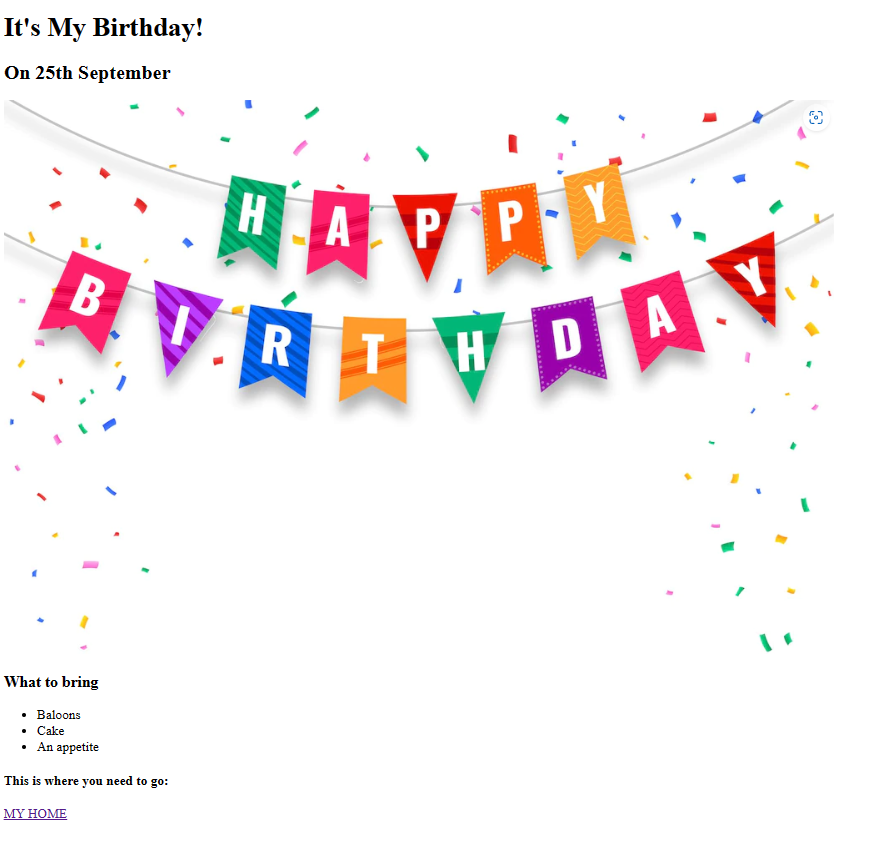 It's My Birthday!
On 25th September
HAPPY
BIRTHDAY
What to bring
Baloons
Cake
An appetite
This is where you need to go:
MY HOME